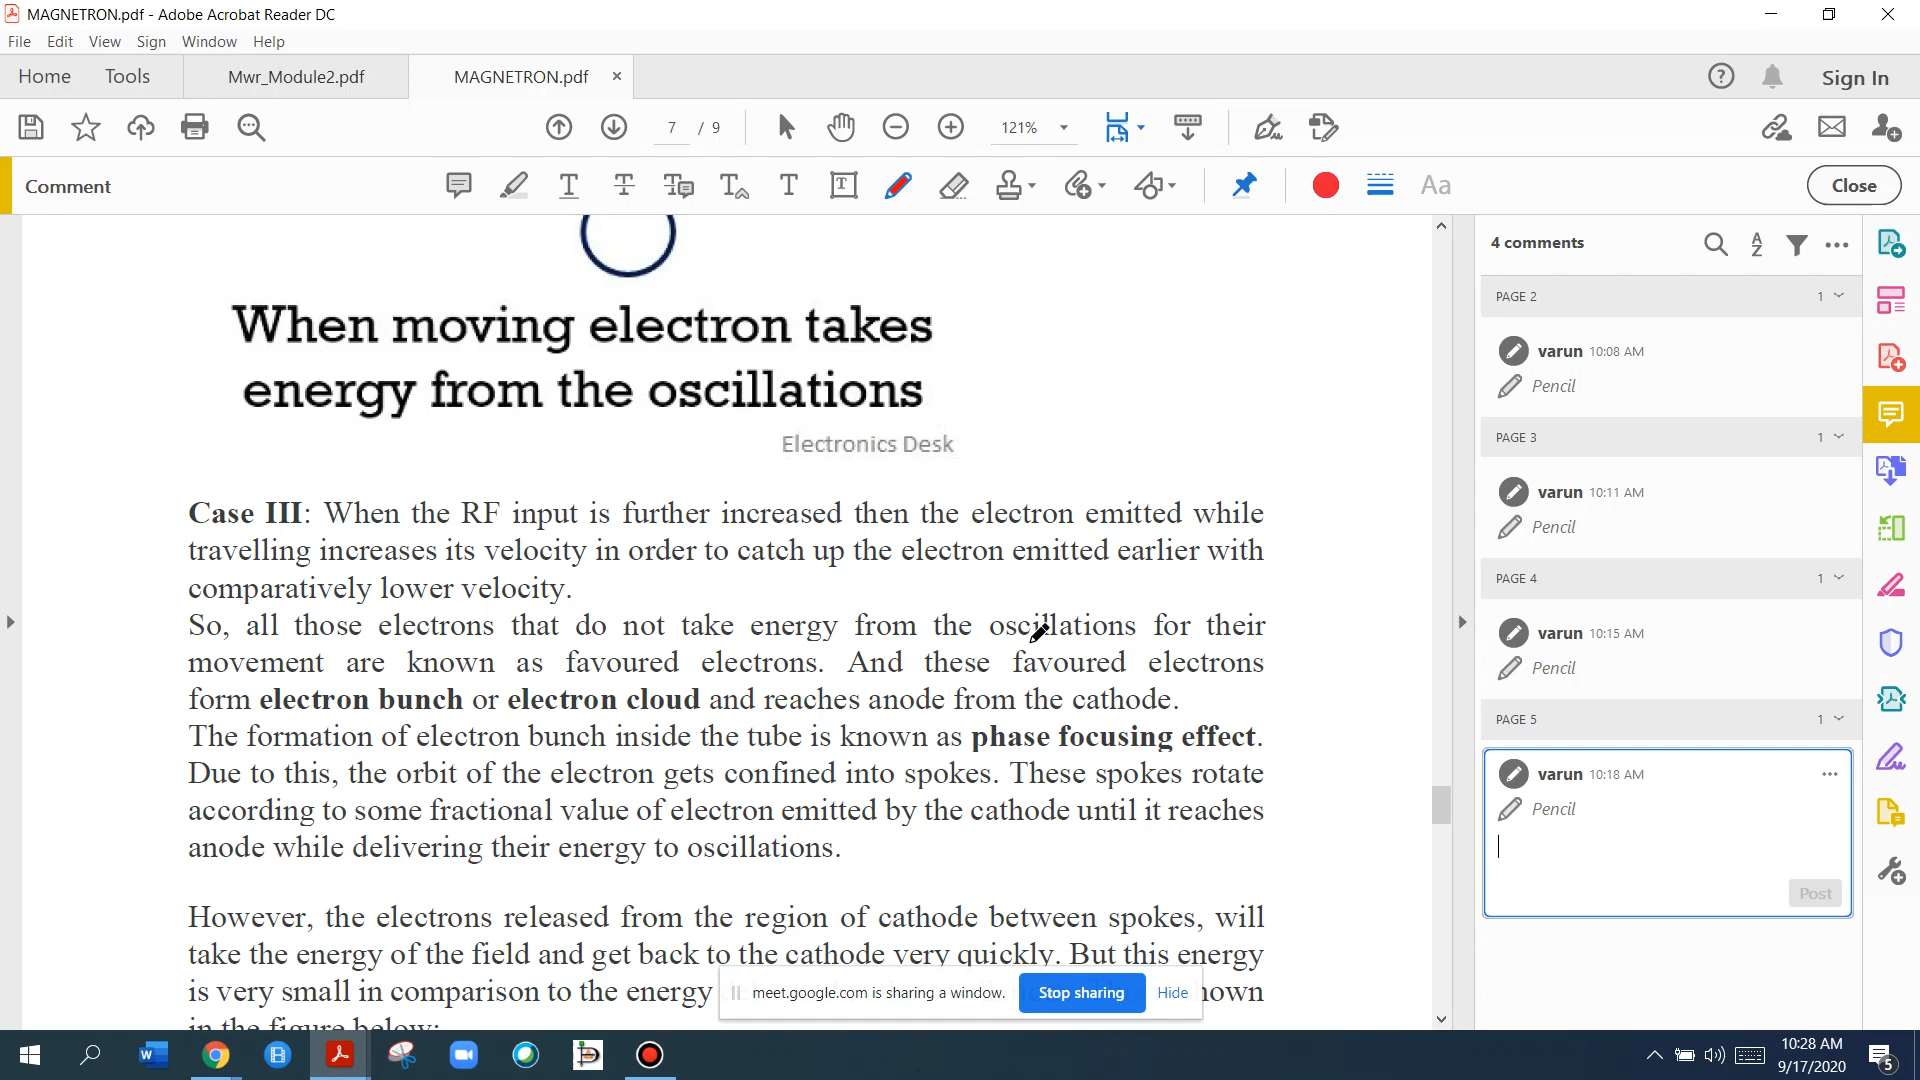 MAGNETRON.pdf - Adobe Acrobat Reader DC
File Edit View Sign Window Help
Home Tools Mwr_Module2.pdf MAGNETRON.pdf × Sign In
7 / 9 121%
Comment Close
When moving electron takes
energy from the oscillations
Electronics Desk
Case III: When the RF input is further increased then the electron emitted while
travelling increases its velocity in order to catch up the electron emitted earlier with
comparatively lower velocity.
So, all those electrons that do not take energy from the oscillations for their
movement are known as favoured electrons. And these favoured electrons
form electron bunch or electron cloud and reaches anode from the cathode.
The formation of electron bunch inside the tube is known as phase focusing effect.
Due to this, the orbit of the electron gets confined into spokes. These spokes rotate
according to some fractional value of electron emitted by the cathode until it reaches
anode while delivering their energy to oscillations.
However, the electrons released from the region of cathode between spokes, will
take the energy of the field and get back to the cathode very quickly. But this energy
is very small in comparison to the energy
in the figure below:
meet.google.com is sharing a window. Stop sharing Hide
4 comments
PAGE 2 1
varun 10:08 AM
Pencil
PAGE 3 1
varun 10:11 AM
Pencil
PAGE 4 1
varun 10:15 AM
Pencil
PAGE 5 1
varun 10:18 AM
Pencil
Post
10:28 AM
9/17/2020
5